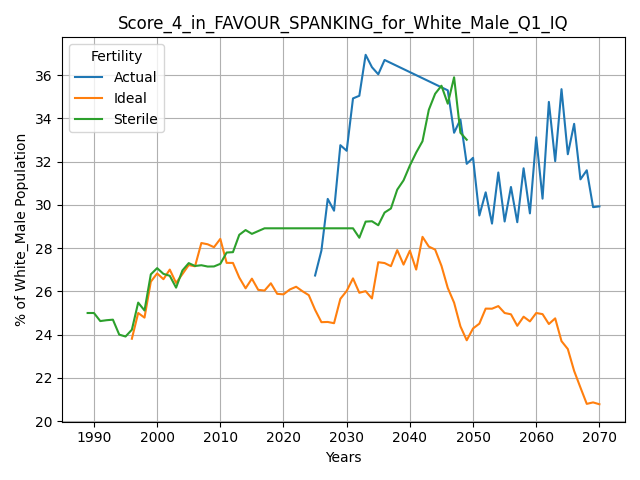 Score_4_in_FAVOUR_SPANKING_for_White_Male_Q1_IQ
Fertility
Actual
Ideal
Sterile
% of White_Male Population
36
34
32
30
28
26
24
22
20
1990 2000 2010 2020 2030 2040 2050 2060 2070
Years